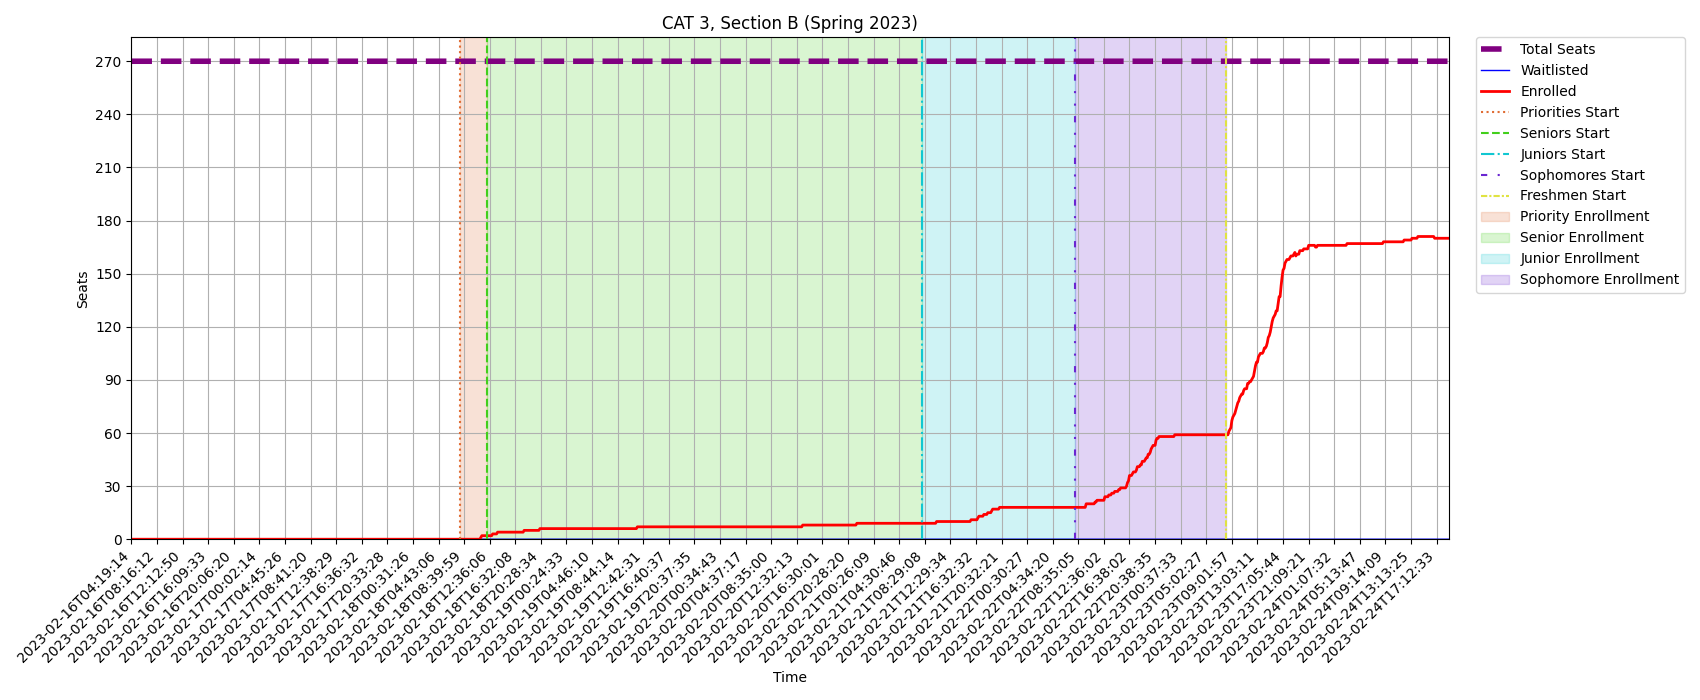 CAT 3, Section B (Spring 2023)
270
240
210
180
150
120
90
60
30
0
Seats
2023-02-16T04:19:14
2023-02-16T08:16:12
2023-02-16T12:12:50
2023-02-16T16:09:33
2023-02-16T20:06:20
2023-02-17T00:02:14
2023-02-17T04:45:26
2023-02-17T08:41:20
2023-02-17T12:38:29
2023-02-17T16:36:32
2023-02-17T20:33:28
2023-02-18T00:31:26
2023-02-18T04:43:06
2023-02-18T08:39:59
2023-02-18T12:36:06
2023-02-18T16:32:08
2023-02-18T20:28:34
2023-02-19T00:24:33
2023-02-19T04:46:10
2023-02-19T08:44:14
2023-02-19T12:42:31
2023-02-19T16:40:37
2023-02-19T20:37:35
2023-02-20T00:34:43
2023-02-20T04:37:17
2023-02-20T08:35:00
2023-02-20T12:32:13
2023-02-20T16:30:01
2023-02-20T20:28:20
2023-02-21T00:26:09
2023-02-21T04:30:46
2023-02-21T08:29:08
2023-02-21T12:29:34
2023-02-21T16:32:32
2023-02-21T20:32:21
2023-02-22T00:30:27
2023-02-22T04:34:20
2023-02-22T08:35:05
2023-02-22T12:36:02
2023-02-22T16:38:02
2023-02-22T20:38:35
2023-02-23T00:37:33
2023-02-23T05:02:27
2023-02-23T09:01:57
2023-02-23T13:03:11
2023-02-23T17:05:44
2023-02-23T21:09:21
2023-02-24T01:07:32
2023-02-24T05:13:47
2023-02-24T09:14:09
2023-02-24T13:13:25
2023-02-24T17:12:33
Time
Total Seats
Waitlisted
Enrolled
Priorities Start
Seniors Start
Juniors Start
Sophomores Start
Freshmen Start
Priority Enrollment
Senior Enrollment
Junior Enrollment
Sophomore Enrollment